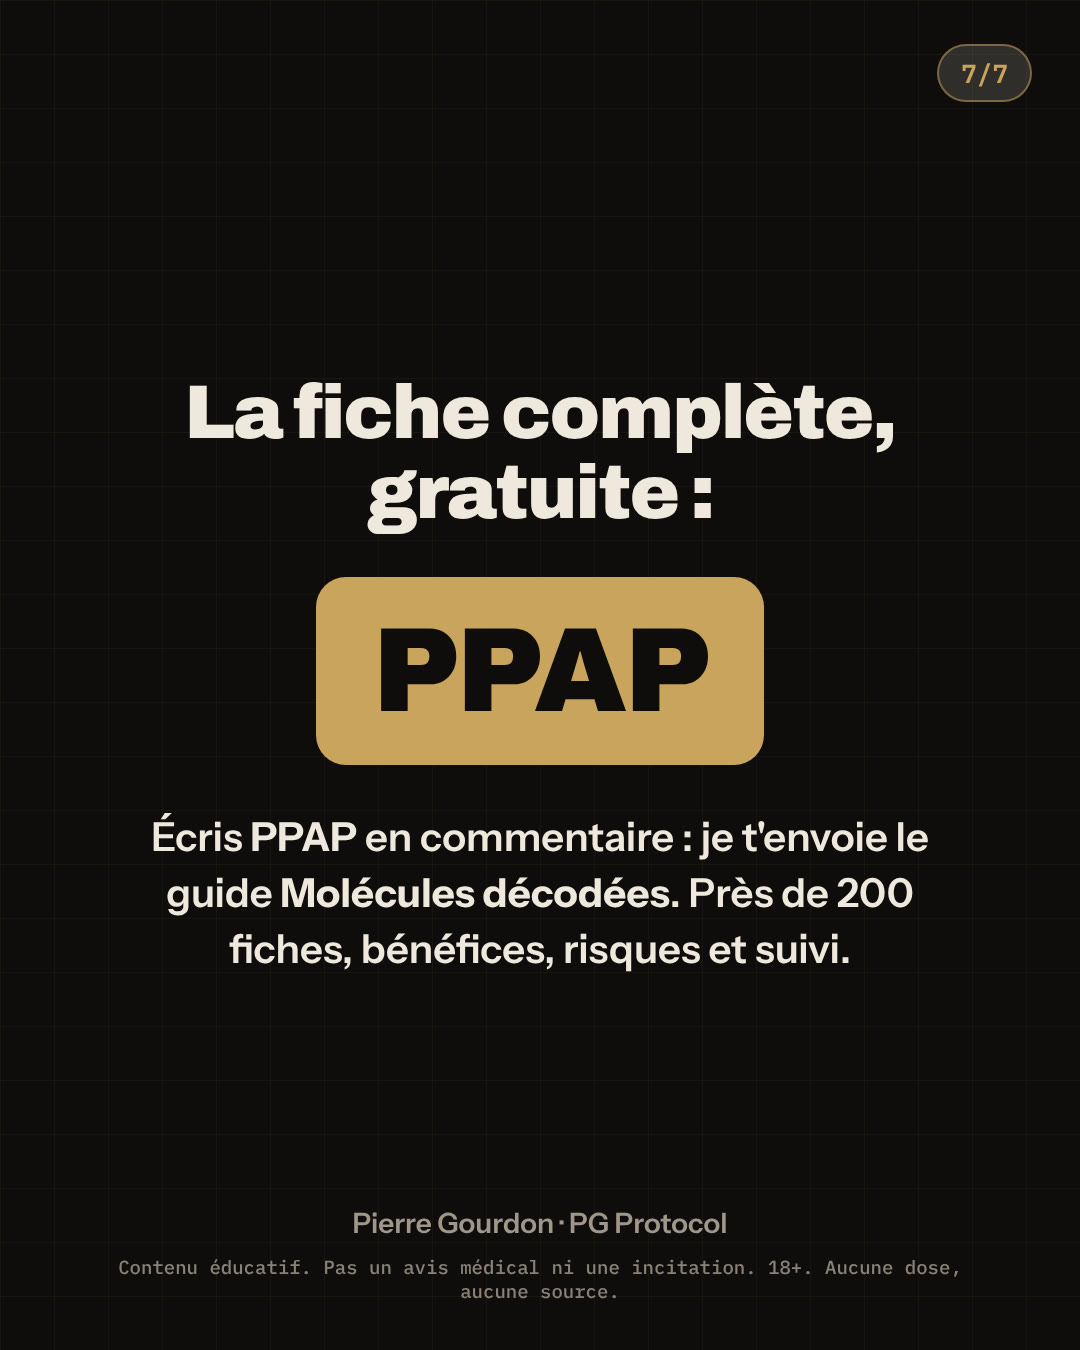 7/7
La fiche complète,
gratuite :
PPAP
Écris PPAP en commentaire : je t'envoie le
guide Molécules décodées. Près de 200
fiches, bénéfices, risques et suivi.
Pierre Gourdon · PG Protocol
Contenu éducatif. Pas un avis médical ni une incitation. 18+. Aucune dose,
aucune source.